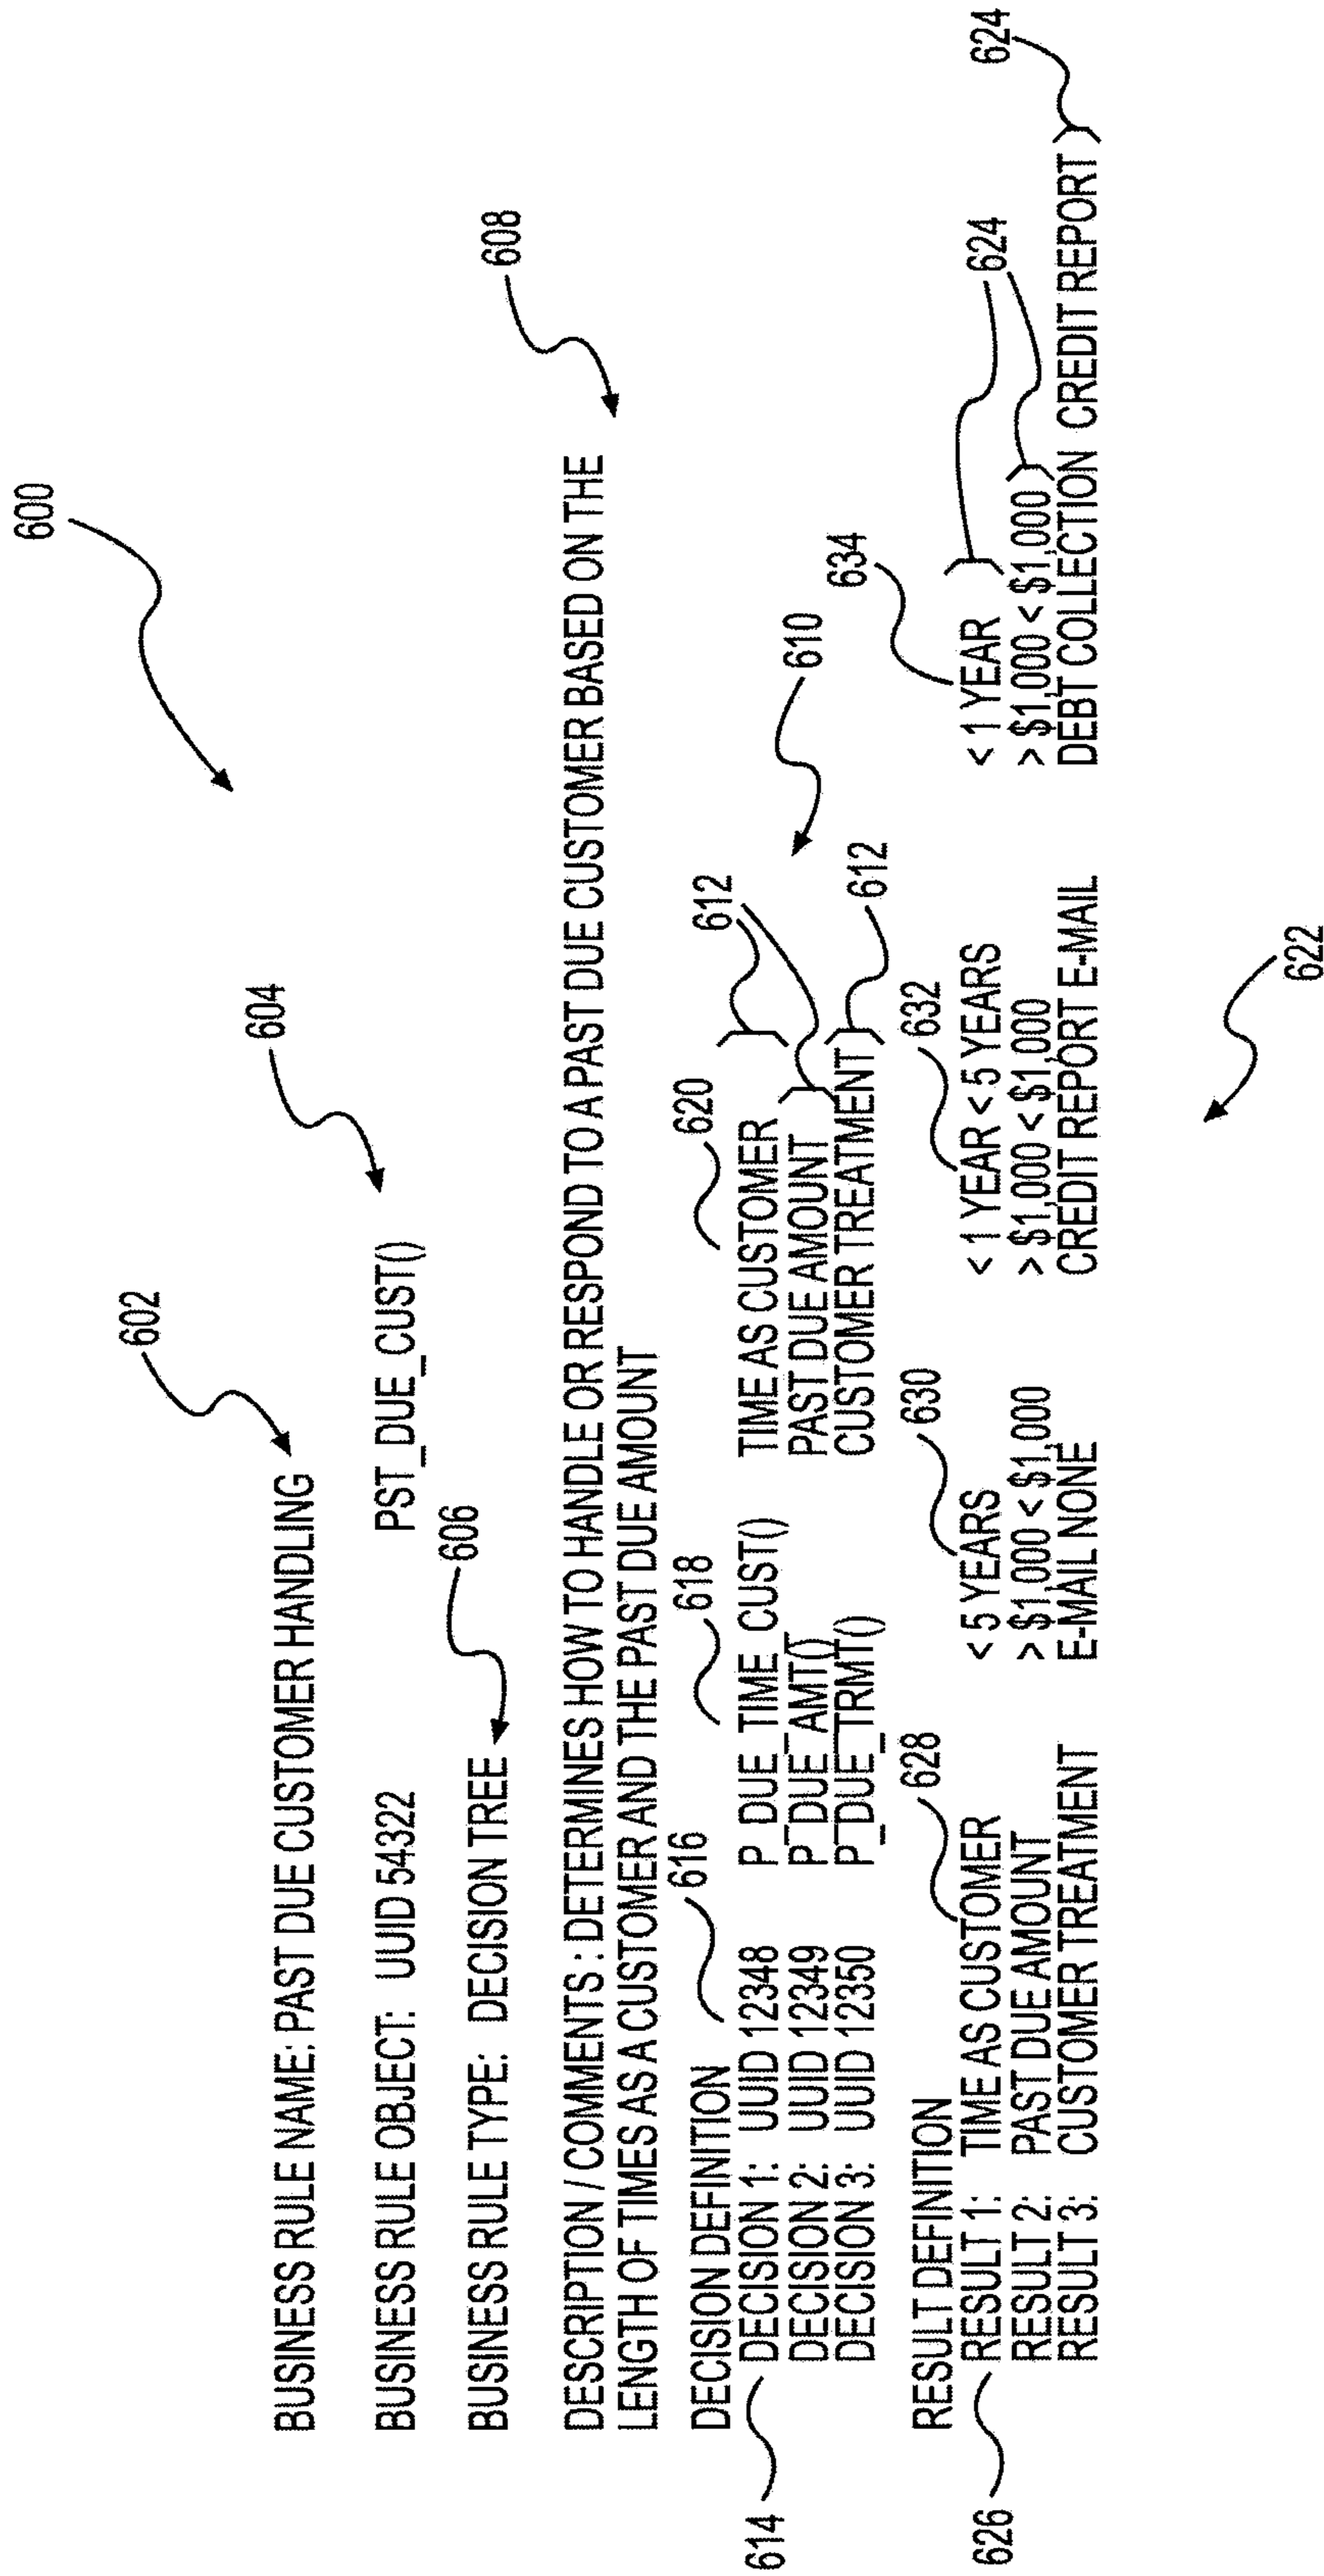 600
602
BUSINESS RULE NAME: PAST DUE CUSTOMER HANDLING
604
BUSINESS RULE OBJECT: UUID 54322 PST_DUE_CUST()
606
BUSINESS RULE TYPE: DECISION TREE
608
DESCRIPTION / COMMENTS : DETERMINES HOW TO HANDLE OR RESPOND TO A PAST DUE CUSTOMER BASED ON THE
LENGTH OF TIMES AS A CUSTOMER AND THE PAST DUE AMOUNT
616 618 620 612
DECISION DEFINITION
614 DECISION 1: UUID 12348 P_DUE_TIME_CUST() TIME AS CUSTOMER
DECISION 2: UUID 12349 P_DUE_AMT() PAST DUE AMOUNT 610
DECISION 3: UUID 12350 P_DUE_TRMT() CUSTOMER TREATMENT 612
628 630 632 634 624 624
RESULT DEFINITION
626 RESULT 1: TIME AS CUSTOMER < 5 YEARS < 1 YEAR < 5 YEARS < 1 YEAR
RESULT 2: PAST DUE AMOUNT > $1,000 < $1,000 > $1,000 < $1,000 > $1,000 < $1,000
RESULT 3: CUSTOMER TREATMENT E-MAIL NONE CREDIT REPORT E-MAIL DEBT COLLECTION CREDIT REPORT
622